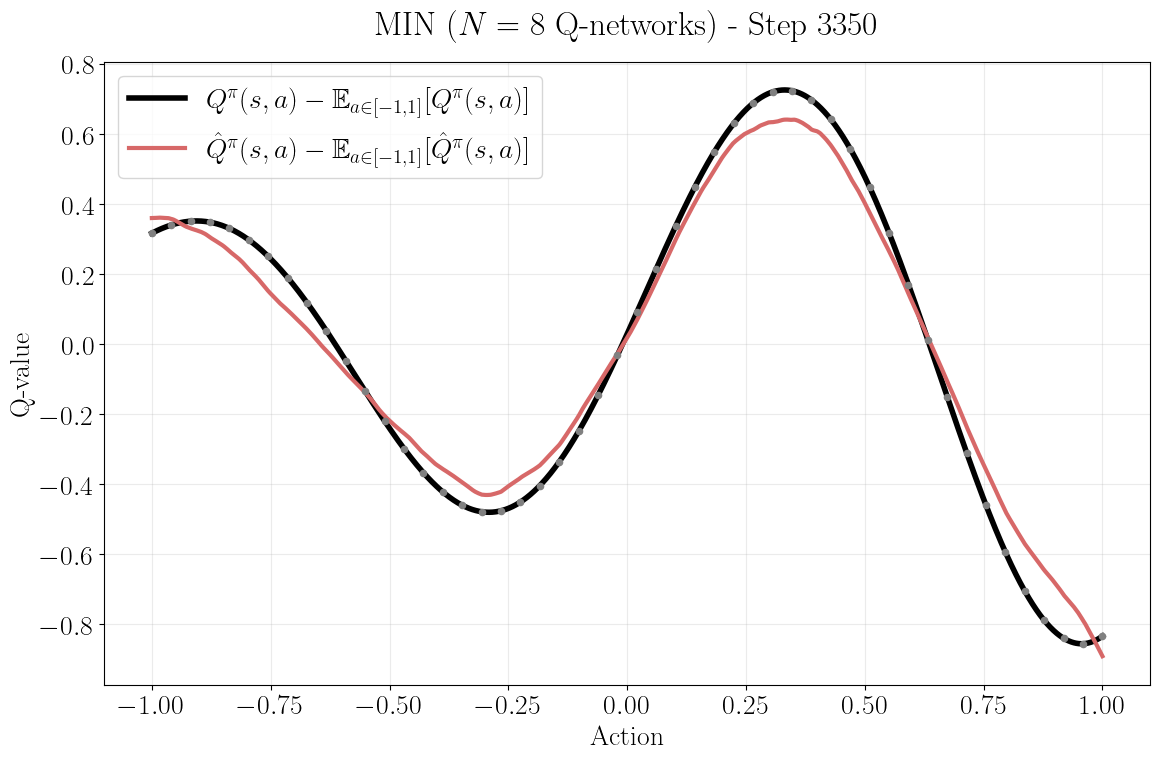 MIN (N = 8 Q-networks) - Step 3350
Q^π(s, a) − 𝔼_{a∈[−1,1]}[Q^π(s, a)]
Q̂^π(s, a) − 𝔼_{a∈[−1,1]}[Q̂^π(s, a)]
Q-value
0.8
0.6
0.4
0.2
0.0
−0.2
−0.4
−0.6
−0.8
−1.00 −0.75 −0.50 −0.25 0.00 0.25 0.50 0.75 1.00
Action